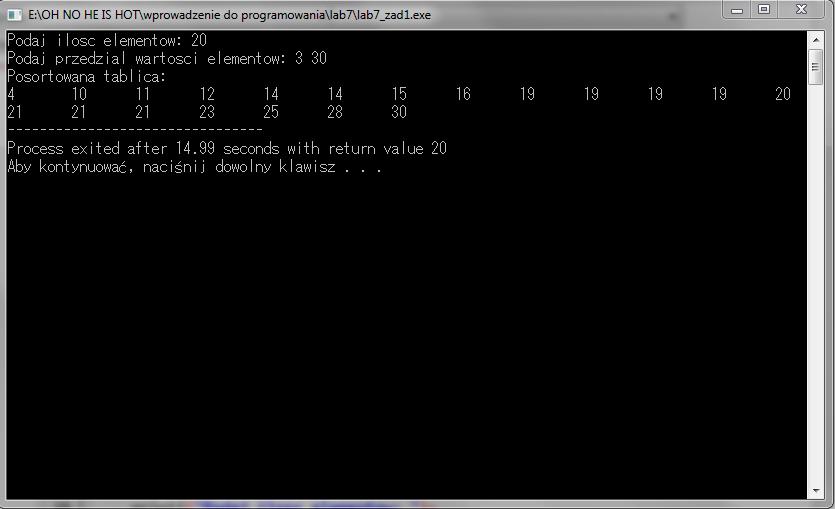 E:\OH NO HE IS HOT\wprowadzenie do programowania\lab7\lab7_zad1.exe
Podaj ilosc elementow: 20
Podaj przedzial wartosci elementow: 3 30
Posortowana tablica:
4 10 11 12 14 14 15 16 19 19 19 19 20
21 21 21 23 25 28 30
--------------------------------
Process exited after 14.99 seconds with return value 20
Aby kontynuować, naciśnij dowolny klawisz . . .